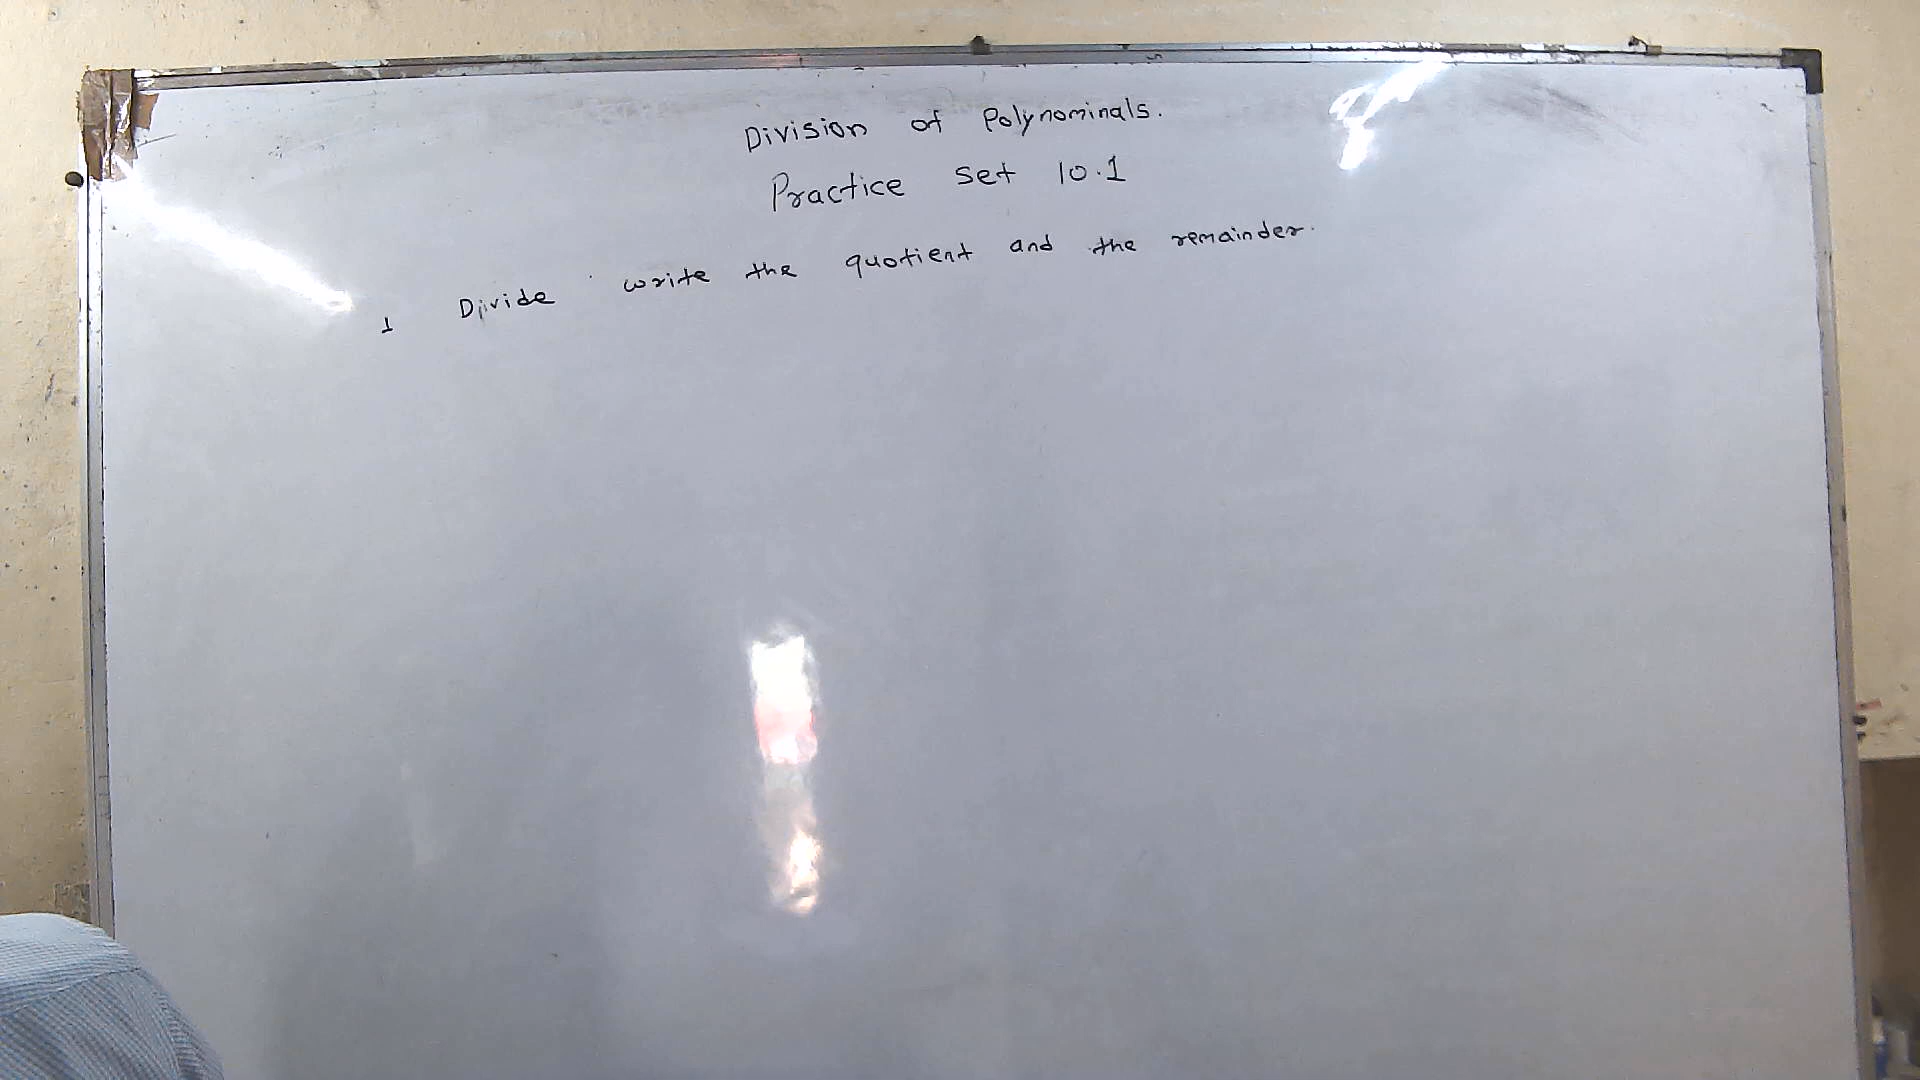 Division of Polynominals.
Practice Set 10.1
1 Divide write the quotient and the remainder.